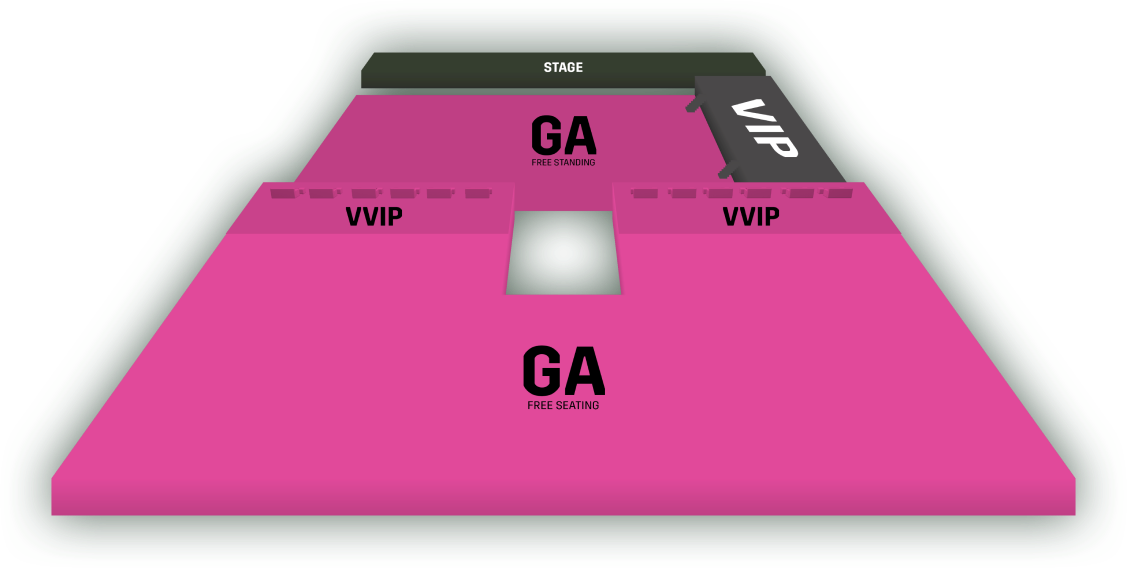 STAGE
VIP
GA
FREE STANDING
VVIP
VVIP
GA
FREE SEATING